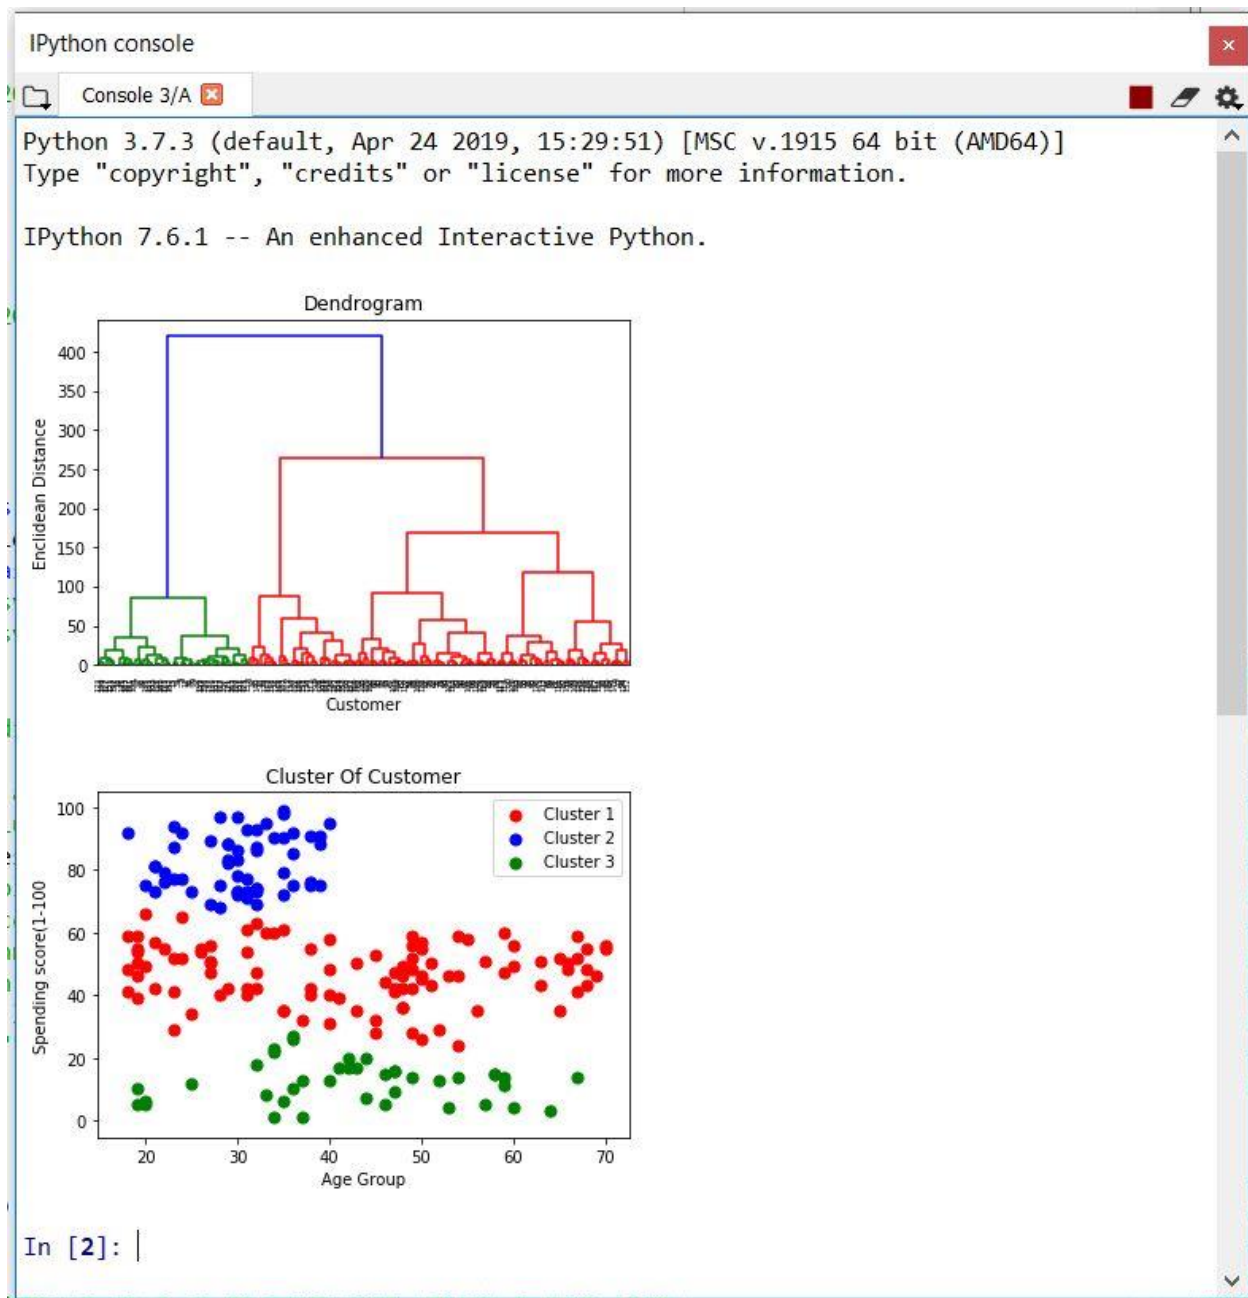 IPython console
Console 3/A
Python 3.7.3 (default, Apr 24 2019, 15:29:51) [MSC v.1915 64 bit (AMD64)]
Type "copyright", "credits" or "license" for more information.
IPython 7.6.1 -- An enhanced Interactive Python.
Dendrogram
400
350
300
250
200
150
100
50
0
Enclidean Distance
Customer
Cluster Of Customer
Cluster 1
Cluster 2
Cluster 3
100
80
60
40
20
0
Spending score(1-100
20 30 40 50 60 70
Age Group
In [2]: